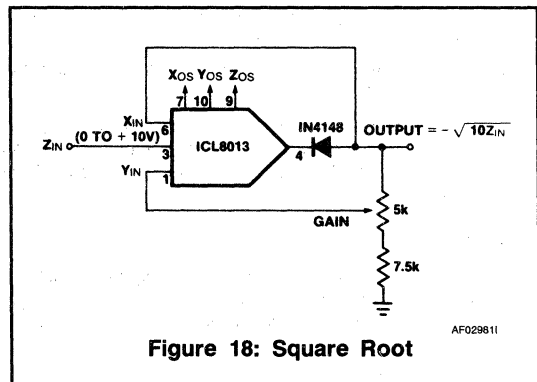 XOS YOS ZOS
7 10 9
XIN
6
IN4148
OUTPUT = - √10ZIN
ZIN
(0 TO + 10V)
3
ICL8013
4
YIN
1
5k
GAIN
7.5k
AF02981I
Figure 18: Square Root